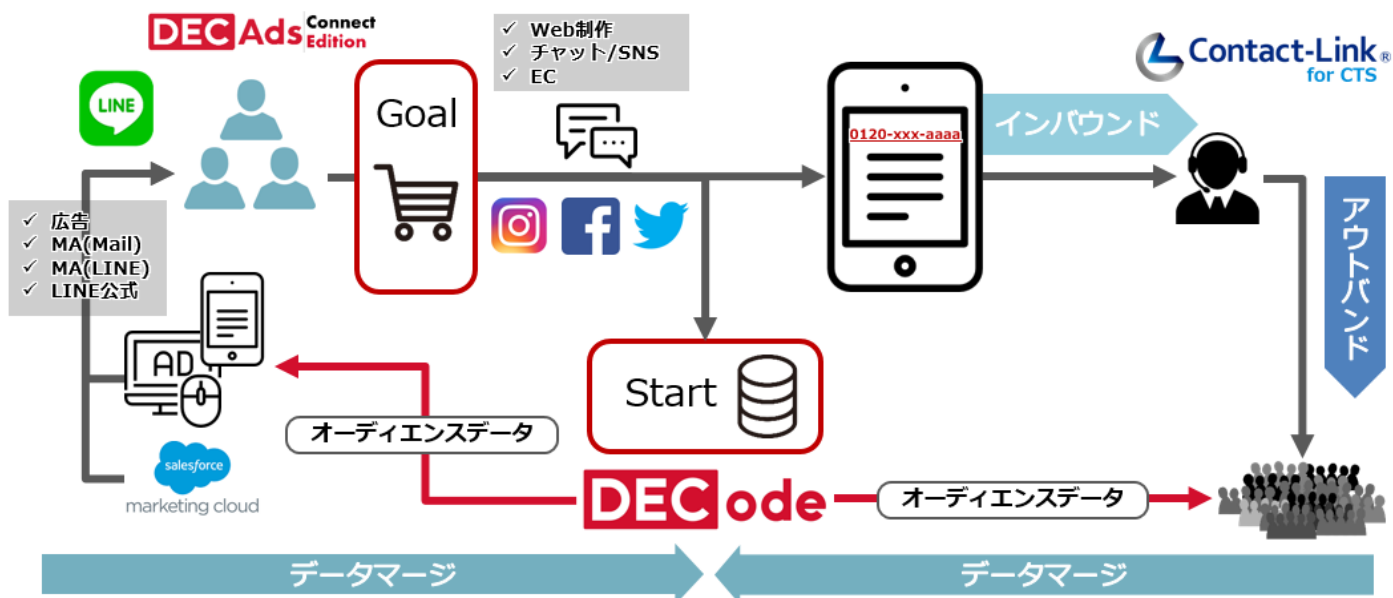 DEC Ads Connect Edition
✓ Web制作
✓ チャット/SNS
✓ EC
Contact-Link®
for CTS
LINE
Goal
0120-xxx-aaaa
インバウンド
✓ 広告
✓ MA(Mail)
✓ MA(LINE)
✓ LINE公式
アウトバンド
AD
Start
オーディエンスデータ
salesforce
marketing cloud
DECode
オーディエンスデータ
データマージ
データマージ